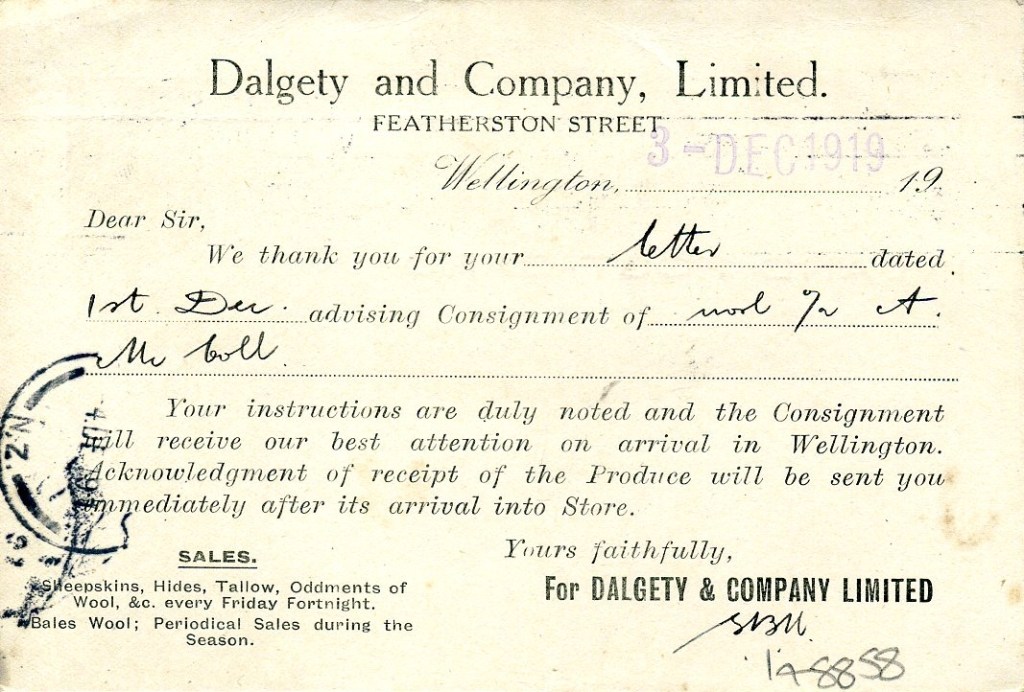 Dalgety and Company, Limited.
FEATHERSTON STREET
3 - DEC 1919
Wellington, 19
Dear Sir,
We thank you for your letter dated
1st Dec. advising Consignment of wool A.
Mc Coll
Your instructions are duly noted and the Consignment
will receive our best attention on arrival in Wellington.
Acknowledgment of receipt of the Produce will be sent you
immediately after its arrival into Store.
N.Z.
Yours faithfully,
For DALGETY & COMPANY LIMITED
SALES.
Sheepskins, Hides, Tallow, Oddments of
Wool, &c. every Friday Fortnight.
Bales Wool; Periodical Sales during the
Season.